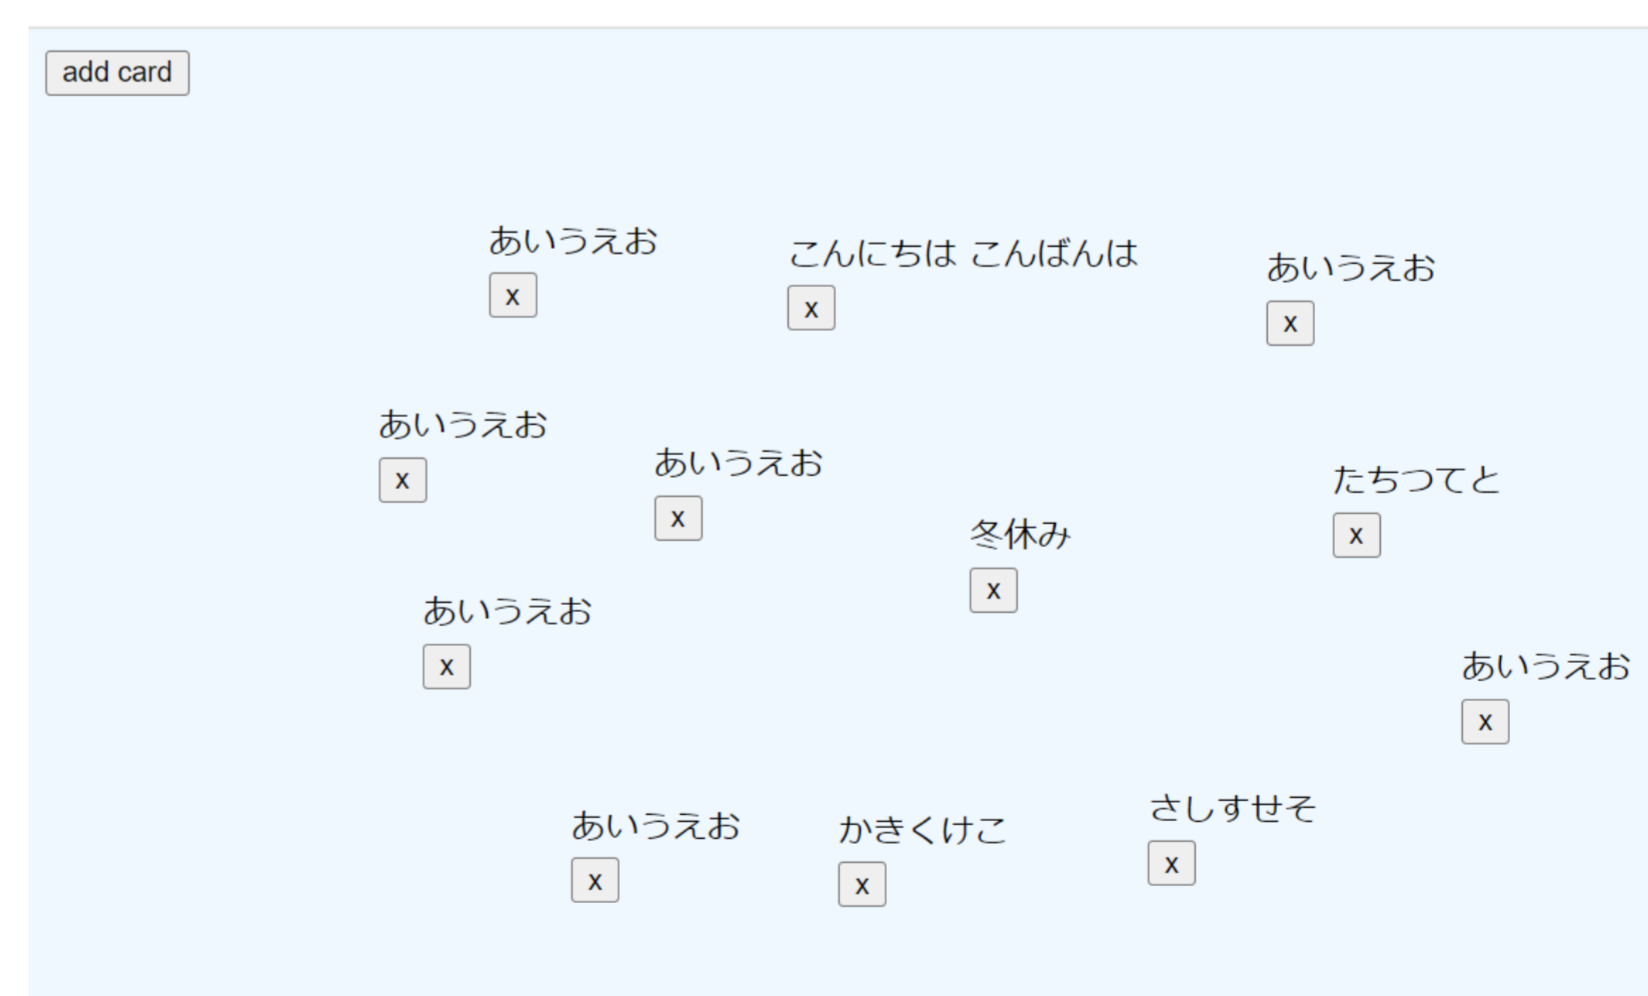 add card
あいうえお
x
こんにちは こんばんは
x
あいうえお
x
あいうえお
x
あいうえお
x
たちつてと
x
冬休み
x
あいうえお
x
あいうえお
x
さしすせそ
x
あいうえお
x
かきくけこ
x